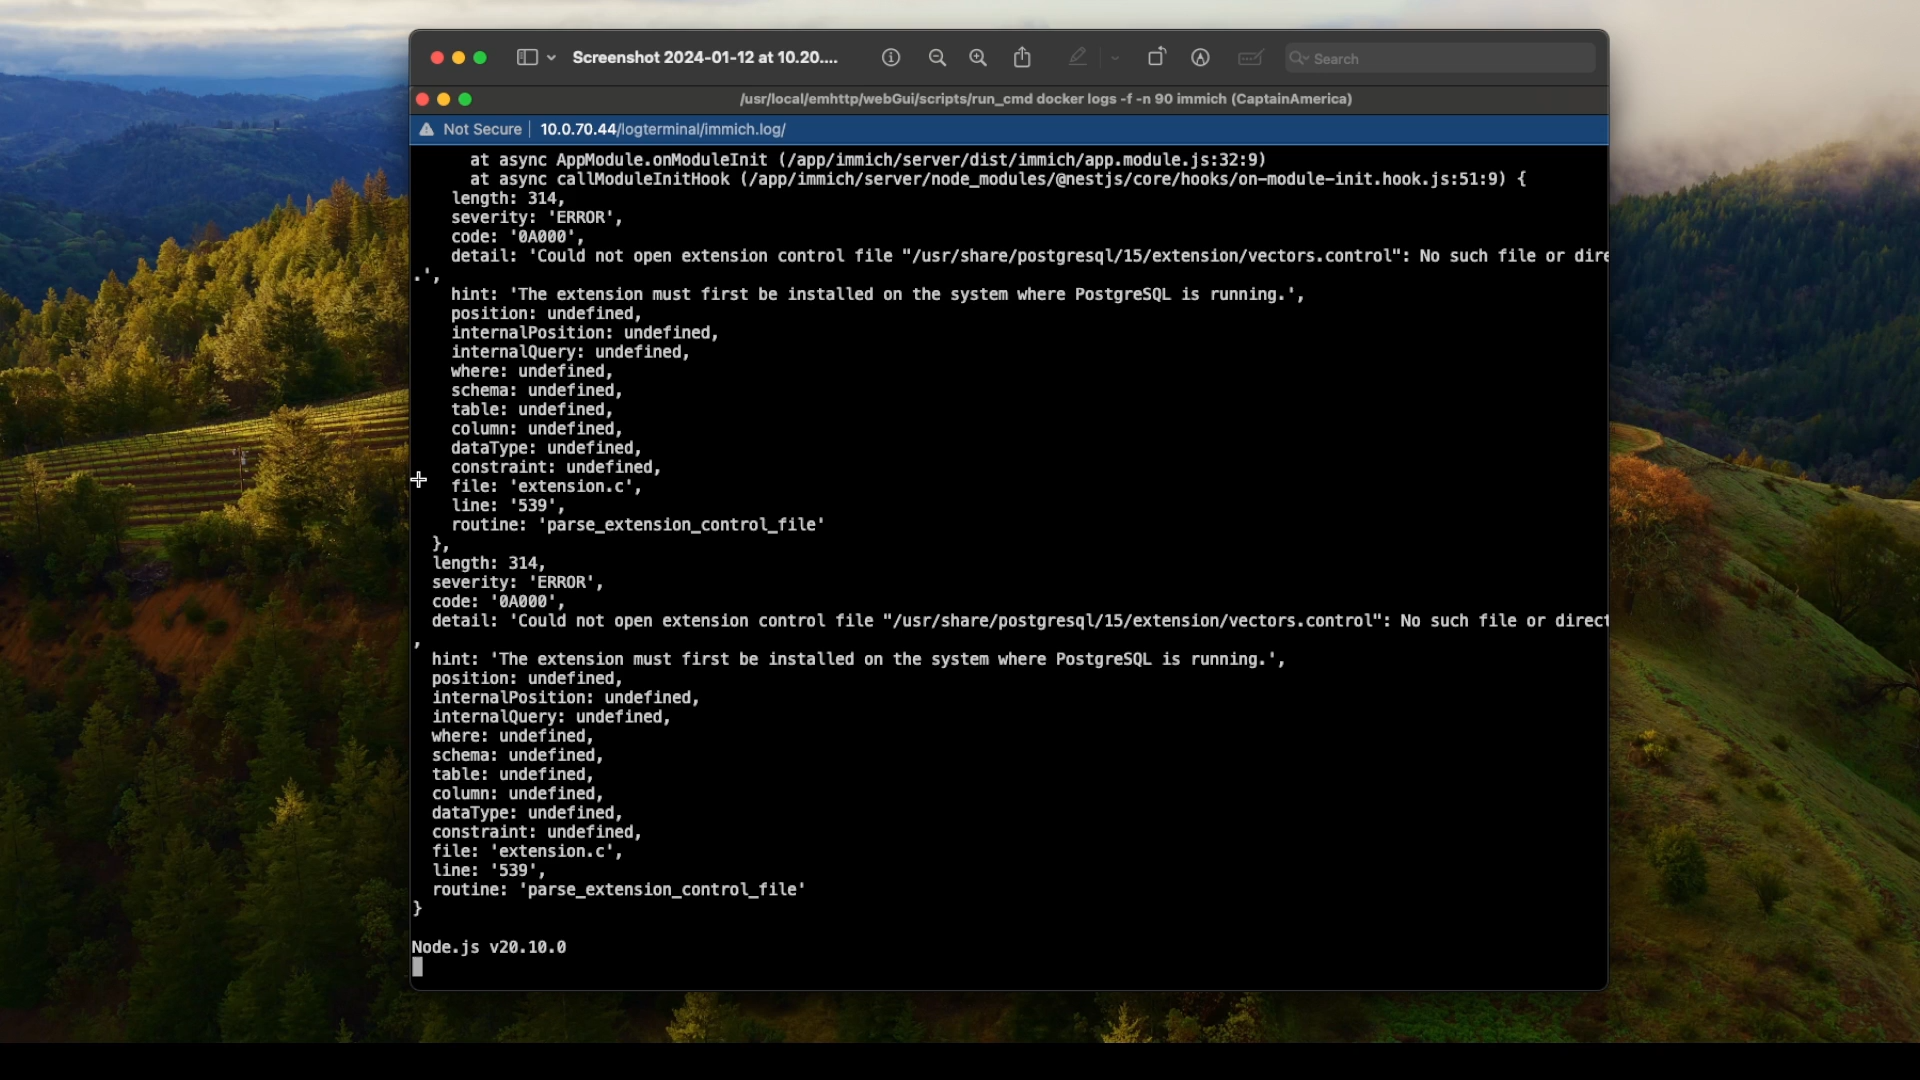 Screenshot 2024-01-12 at 10.20....
Search
/usr/local/emhttp/webGui/scripts/run_cmd docker logs -f -n 90 immich (CaptainAmerica)
Not Secure | 10.0.70.44/logterminal/immich.log/
at async AppModule.onModuleInit (/app/immich/server/dist/immich/app.module.js:32:9)
at async callModuleInitHook (/app/immich/server/node_modules/@nestjs/core/hooks/on-module-init.hook.js:51:9) {
length: 314,
severity: 'ERROR',
code: '0A000',
detail: 'Could not open extension control file "/usr/share/postgresql/15/extension/vectors.control": No such file or dire
.',
hint: 'The extension must first be installed on the system where PostgreSQL is running.',
position: undefined,
internalPosition: undefined,
internalQuery: undefined,
where: undefined,
schema: undefined,
table: undefined,
column: undefined,
dataType: undefined,
constraint: undefined,
file: 'extension.c',
line: '539',
routine: 'parse_extension_control_file'
},
length: 314,
severity: 'ERROR',
code: '0A000',
detail: 'Could not open extension control file "/usr/share/postgresql/15/extension/vectors.control": No such file or direct
,
hint: 'The extension must first be installed on the system where PostgreSQL is running.',
position: undefined,
internalPosition: undefined,
internalQuery: undefined,
where: undefined,
schema: undefined,
table: undefined,
column: undefined,
dataType: undefined,
constraint: undefined,
file: 'extension.c',
line: '539',
routine: 'parse_extension_control_file'
}
Node.js v20.10.0